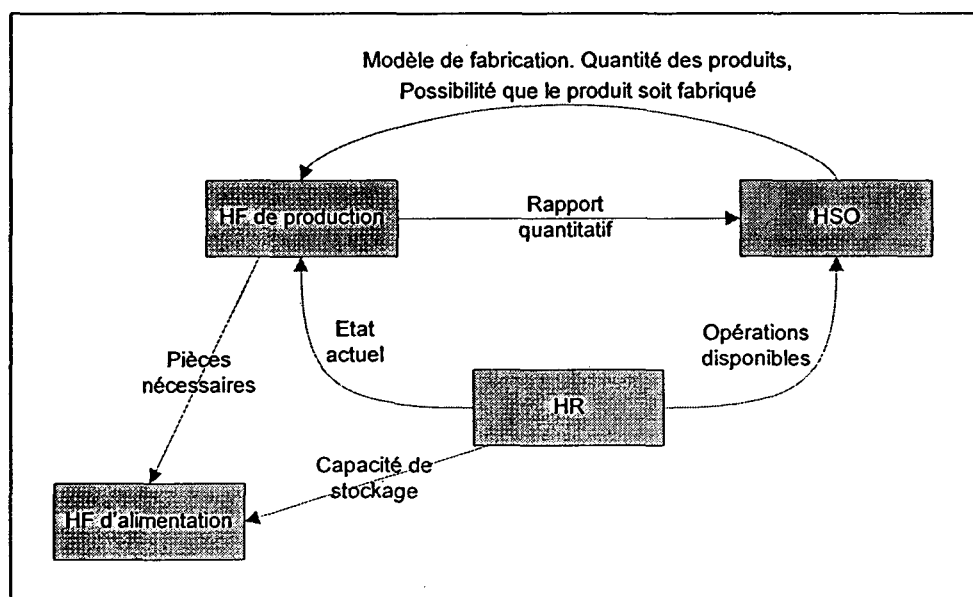 Modèle de fabrication. Quantité des produits,
Possibilité que le produit soit fabriqué
HF de production
Rapport
quantitatif
HSO
Etat
actuel
Opérations
disponibles
Pièces
nécessaires
HR
Capacité de
stockage
HF d'alimentation